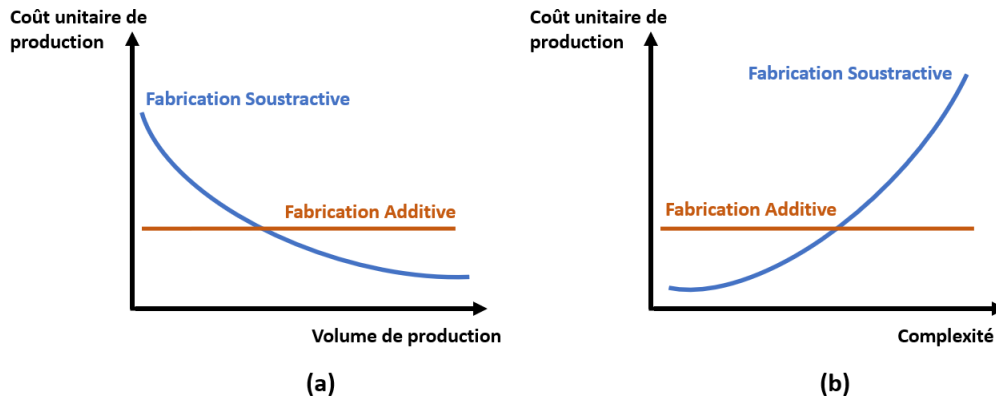 Coût unitaire de
production
Fabrication Soustractive
Fabrication Additive
Volume de production
(a)
Coût unitaire de
production
Fabrication Soustractive
Fabrication Additive
Complexité
(b)